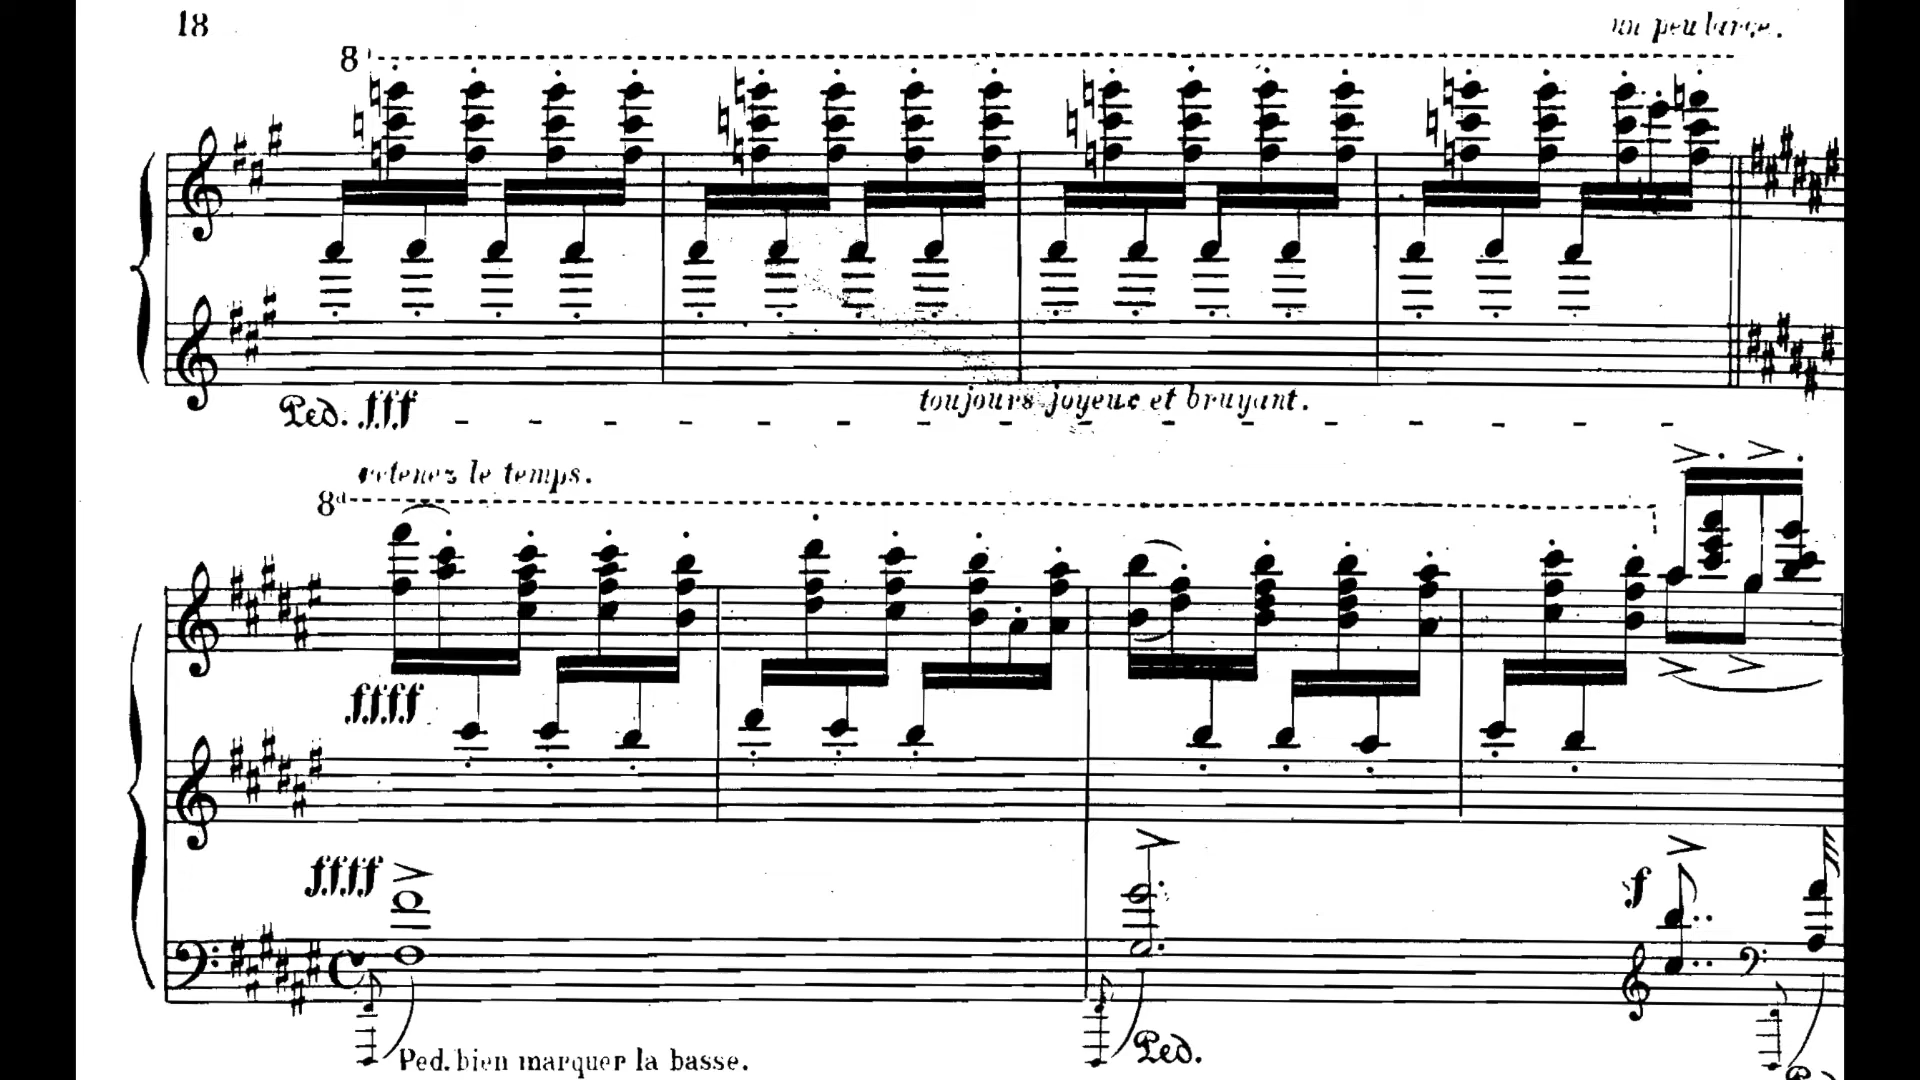 18
un peu large.
8
Ped. fff
toujours joyeux et bruyant.
retenez le temps.
8a
ffff
ffff
f
Ped. bien marquer la basse.
Ped.